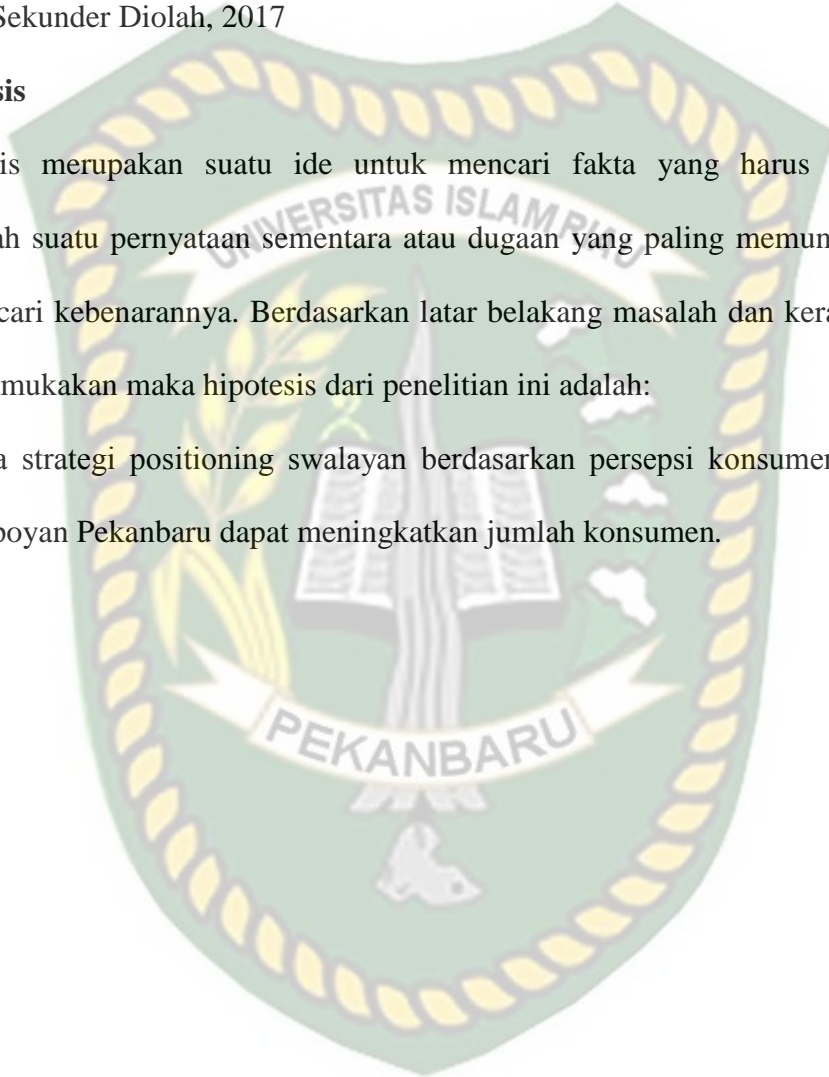 Sekunder Diolah, 2017
sis
is merupakan suatu ide untuk mencari fakta yang harus
ah suatu pernyataan sementara atau dugaan yang paling memun
cari kebenarannya. Berdasarkan latar belakang masalah dan kera
mukakan maka hipotesis dari penelitian ini adalah:
a strategi positioning swalayan berdasarkan persepsi konsumen
boyan Pekanbaru dapat meningkatkan jumlah konsumen.
UNIVERSITAS ISLAM RIAU
PEKANBARU